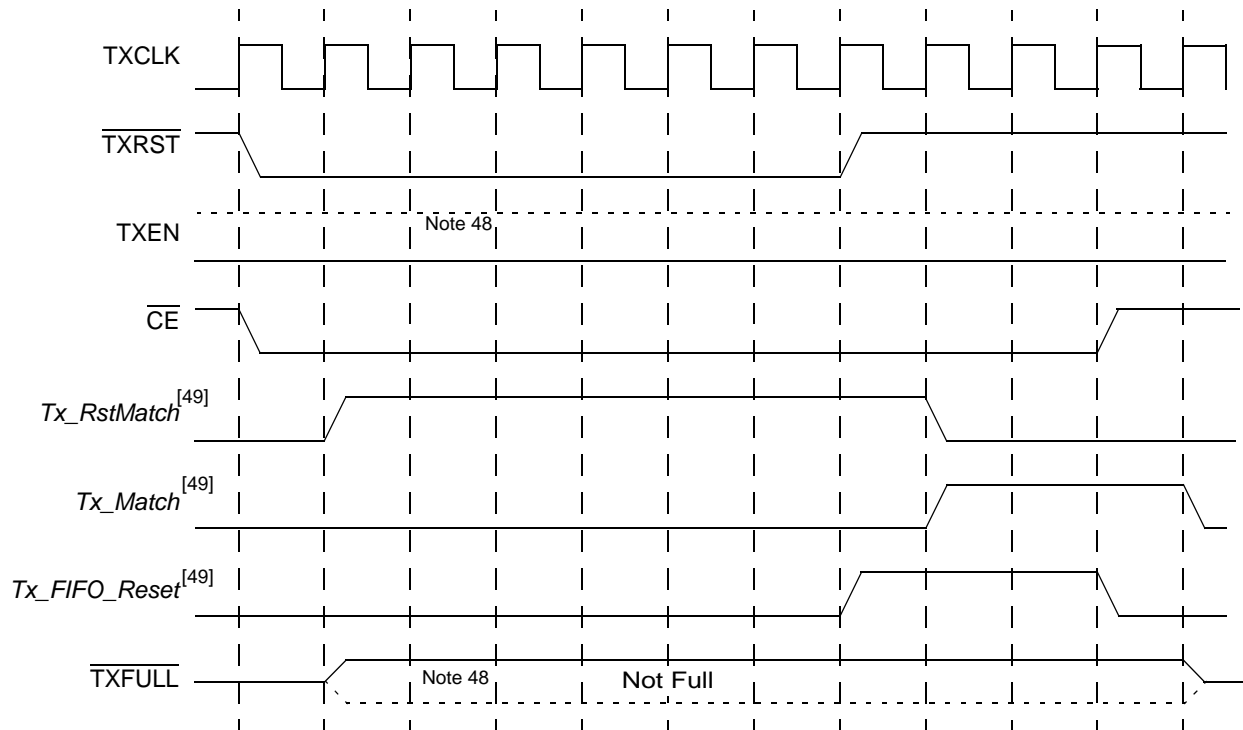 TXCLK
TXRST
TXEN
Note 48
CE
Tx_RstMatch[49]
Tx_Match[49]
Tx_FIFO_Reset[49]
TXFULL
Note 48
Not Full